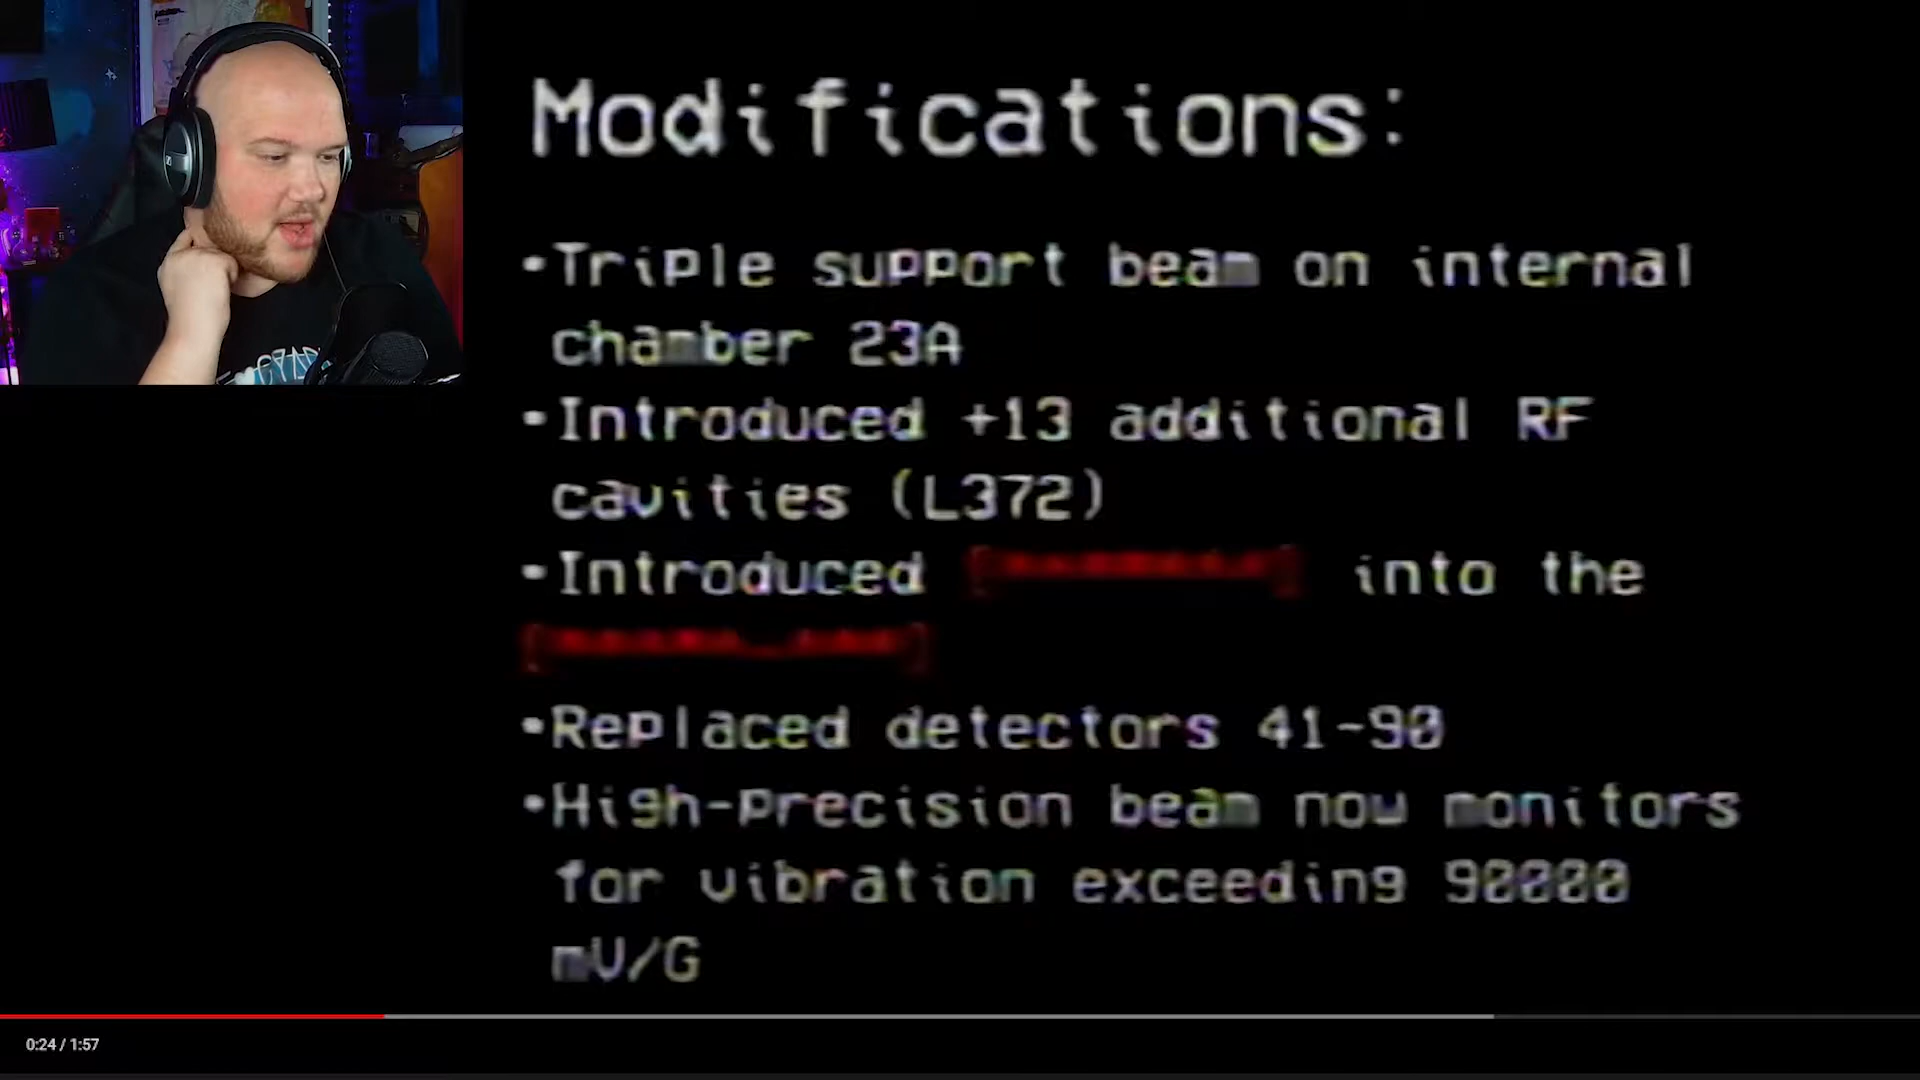 Modifications:
•Triple support beam on internal
chamber 23A
•Introduced +13 additional RF
cavities (L372)
•Introduced [ ] into the
[ ]
•Replaced detectors 41-90
•High-precision beam now monitors
for vibration exceeding 90000
mV/G
0:24 / 1:57